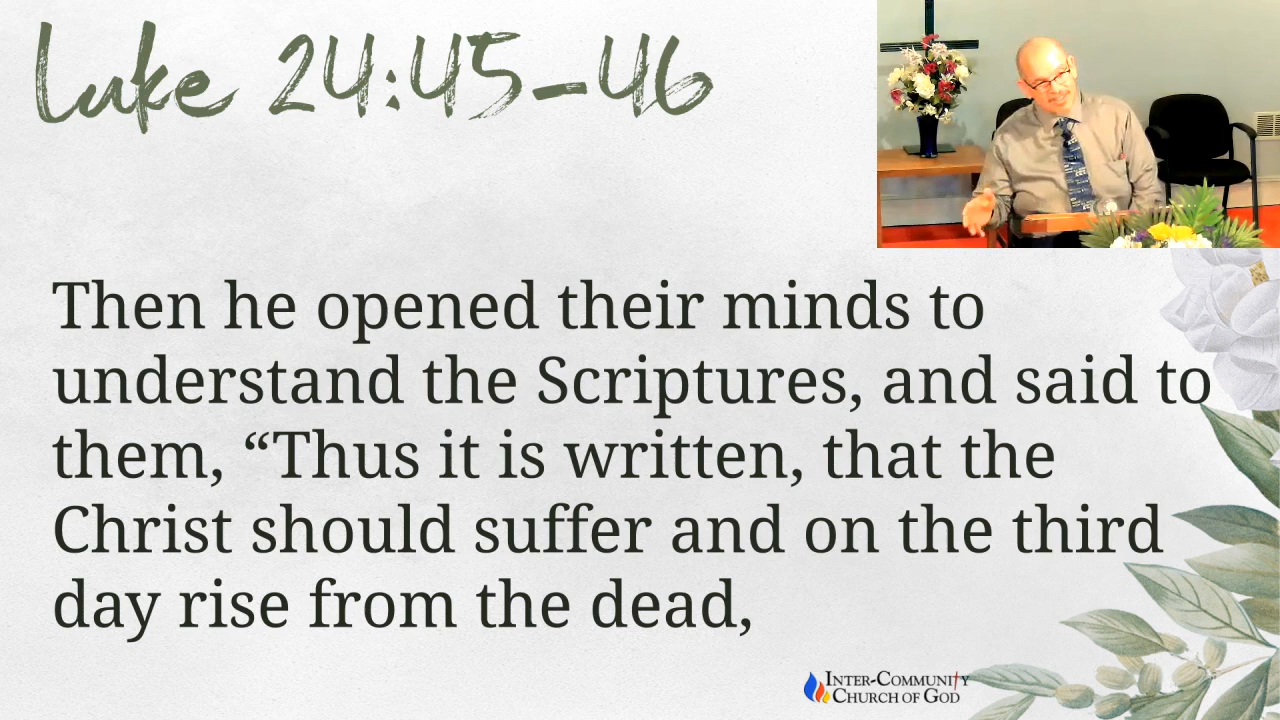 Luke 24:45-46
Then he opened their minds to
understand the Scriptures, and said to
them, “Thus it is written, that the
Christ should suffer and on the third
day rise from the dead,
Inter-Community
Church of God